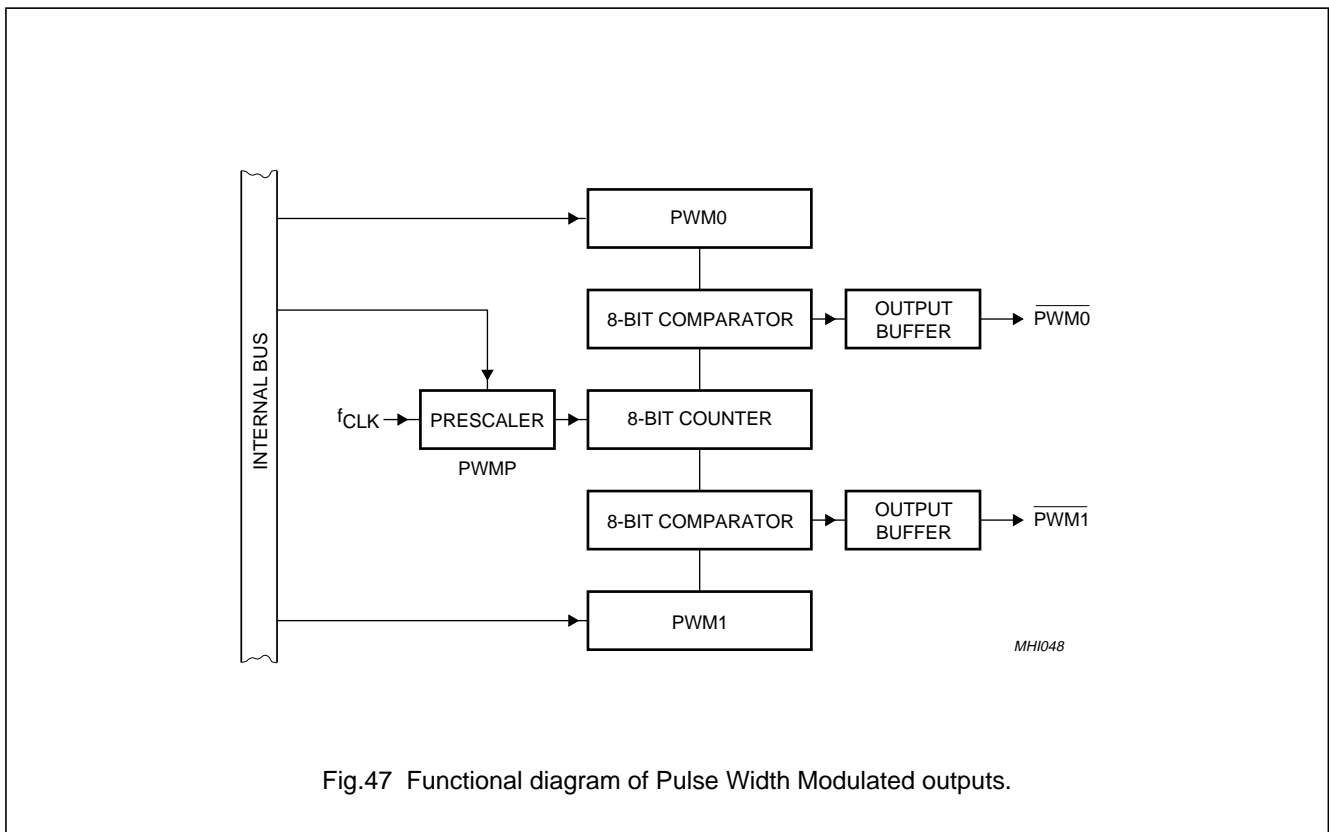 PWM0
8-BIT COMPARATOR
OUTPUT
BUFFER
PWM0
INTERNAL BUS
fCLK
PRESCALER
8-BIT COUNTER
PWMP
8-BIT COMPARATOR
OUTPUT
BUFFER
PWM1
PWM1
MHI048
Fig.47 Functional diagram of Pulse Width Modulated outputs.